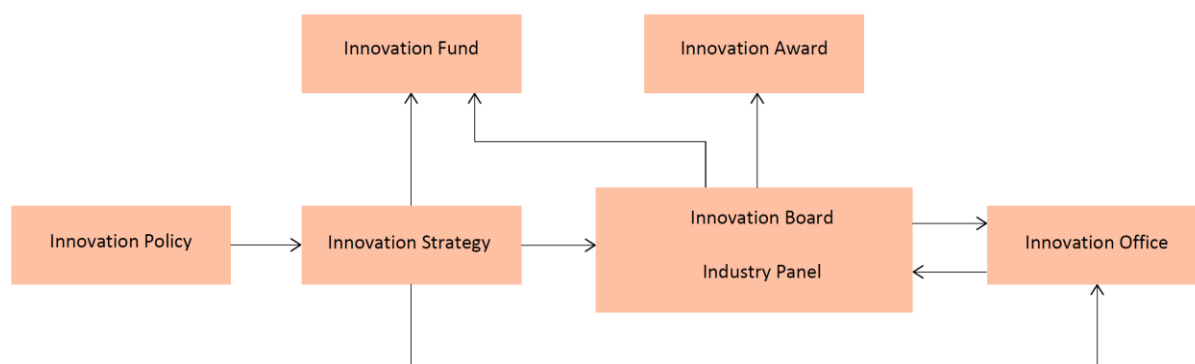 Innovation Fund
Innovation Award
Innovation Policy
Innovation Strategy
Innovation Board
Industry Panel
Innovation Office